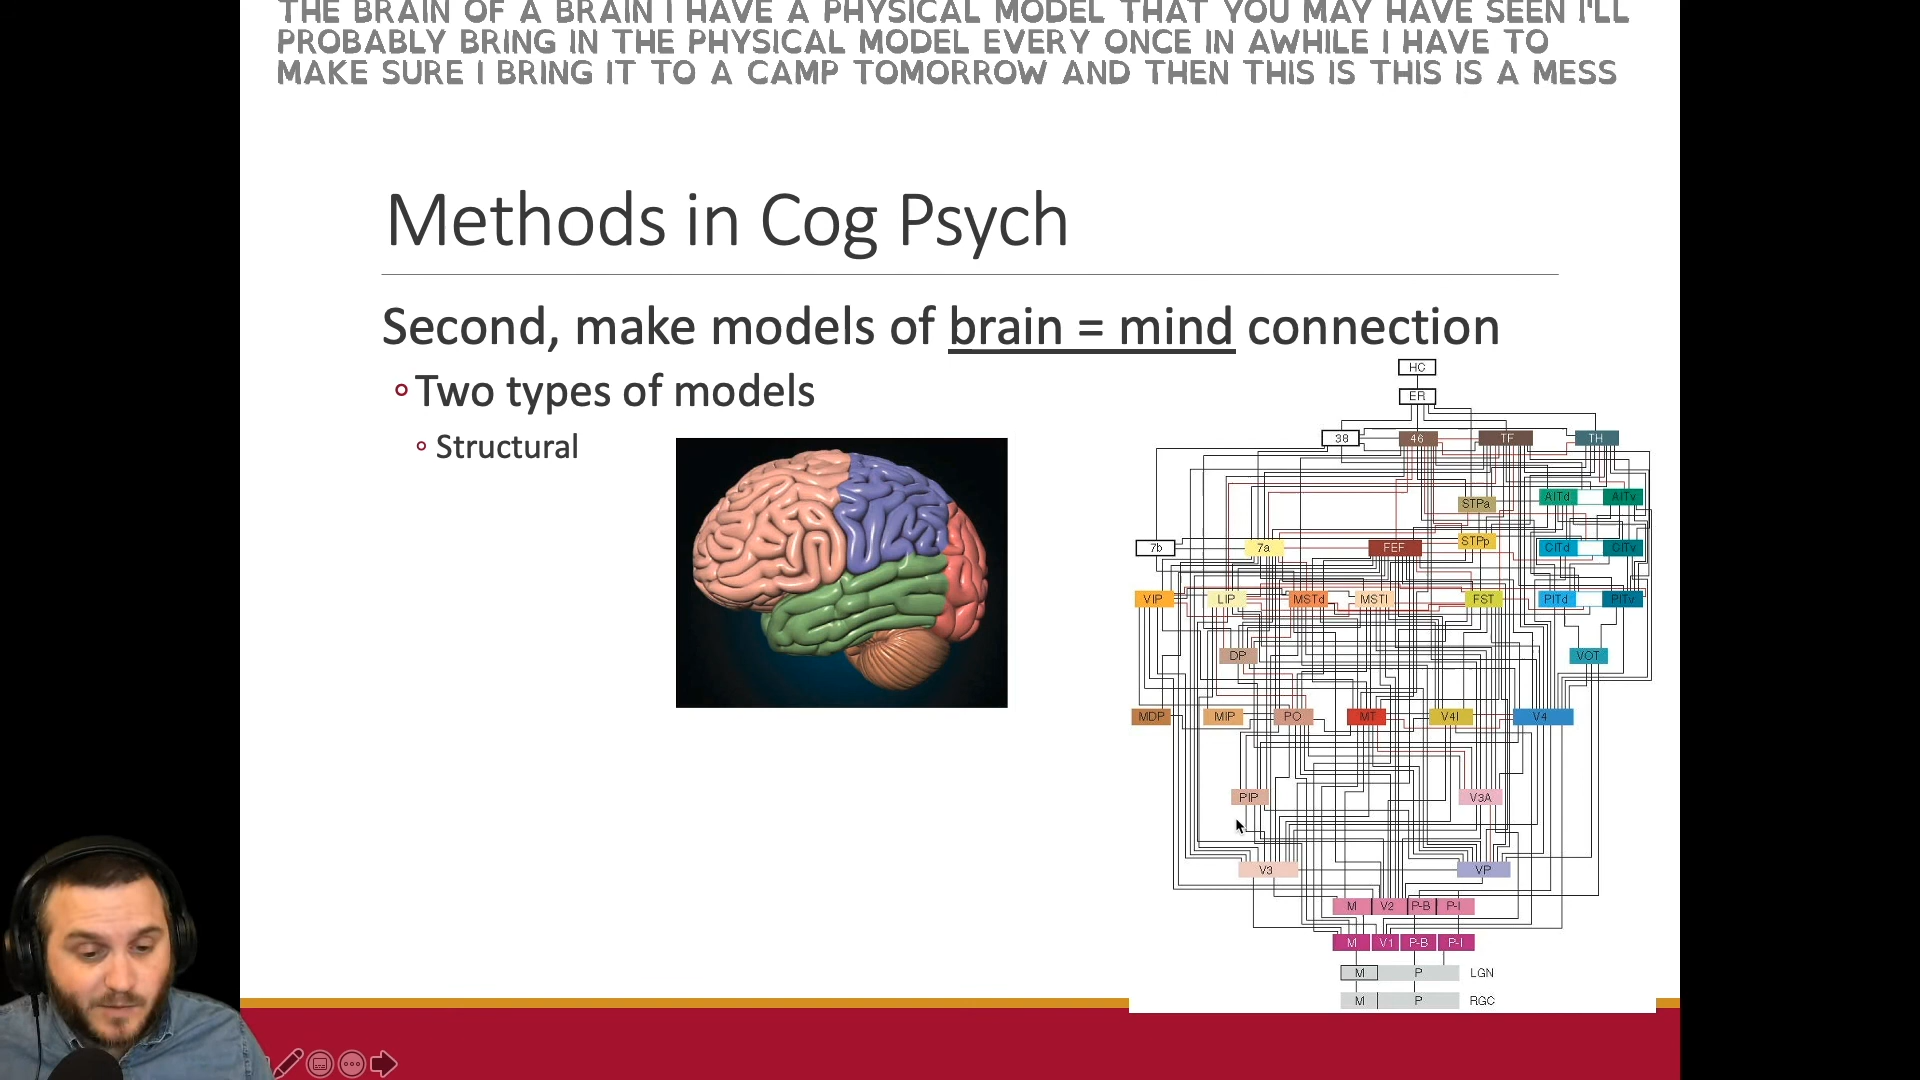 THE BRAIN OF A BRAIN I HAVE A PHYSICAL MODEL THAT YOU MAY HAVE SEEN I'LL
PROBABLY BRING IN THE PHYSICAL MODEL EVERY ONCE IN AWHILE I HAVE TO
MAKE SURE I BRING IT TO A CAMP TOMORROW AND THEN THIS IS THIS IS A MESS
Methods in Cog Psych
Second, make models of brain = mind connection
Two types of models
Structural
HC
ER
38 46 TF TH
STPa AITd AITv
7b 7a FEF STPp CITd CITv
VIP LIP MSTd MSTl FST PITd PITv
DP VOT
MDP MIP PO MT V4t V4
PIP V3A
V3 VP
M V2 P-B P-I
M V1 P-B P-I
M P LGN
M P RGC